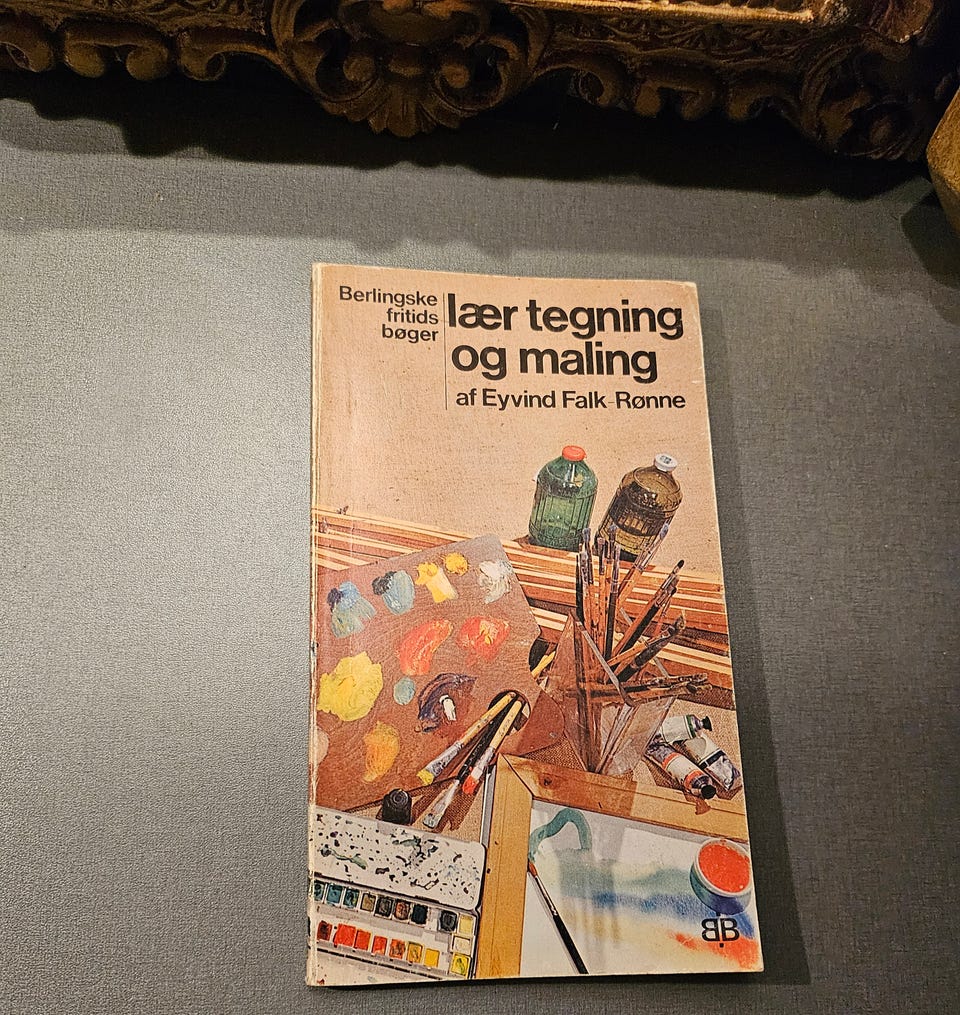 Berlingske
fritids
bøger
lær tegning
og maling
af Eyvind Falk-Rønne
BB